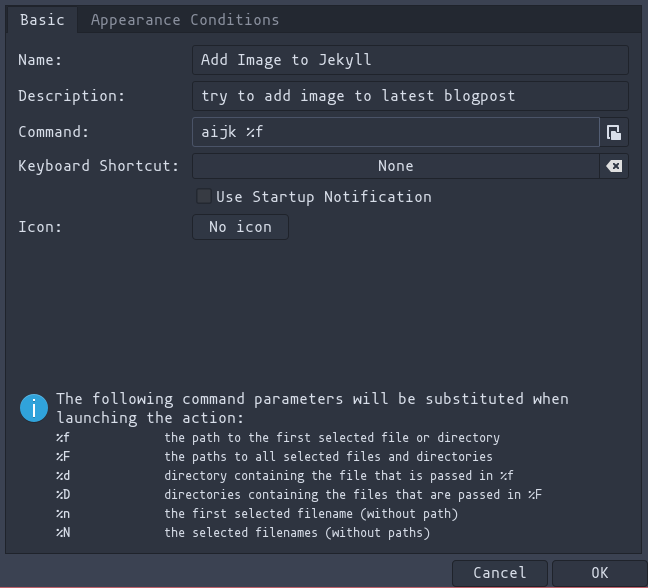 Basic Appearance Conditions
Name: Add Image to Jekyll
Description: try to add image to latest blogpost
Command: aijk %f
Keyboard Shortcut: None
Use Startup Notification
Icon: No icon
The following command parameters will be substituted when
launching the action:
%f the path to the first selected file or directory
%F the paths to all selected files and directories
%d directory containing the file that is passed in %f
%D directories containing the files that are passed in %F
%n the first selected filename (without path)
%N the selected filenames (without paths)
Cancel OK